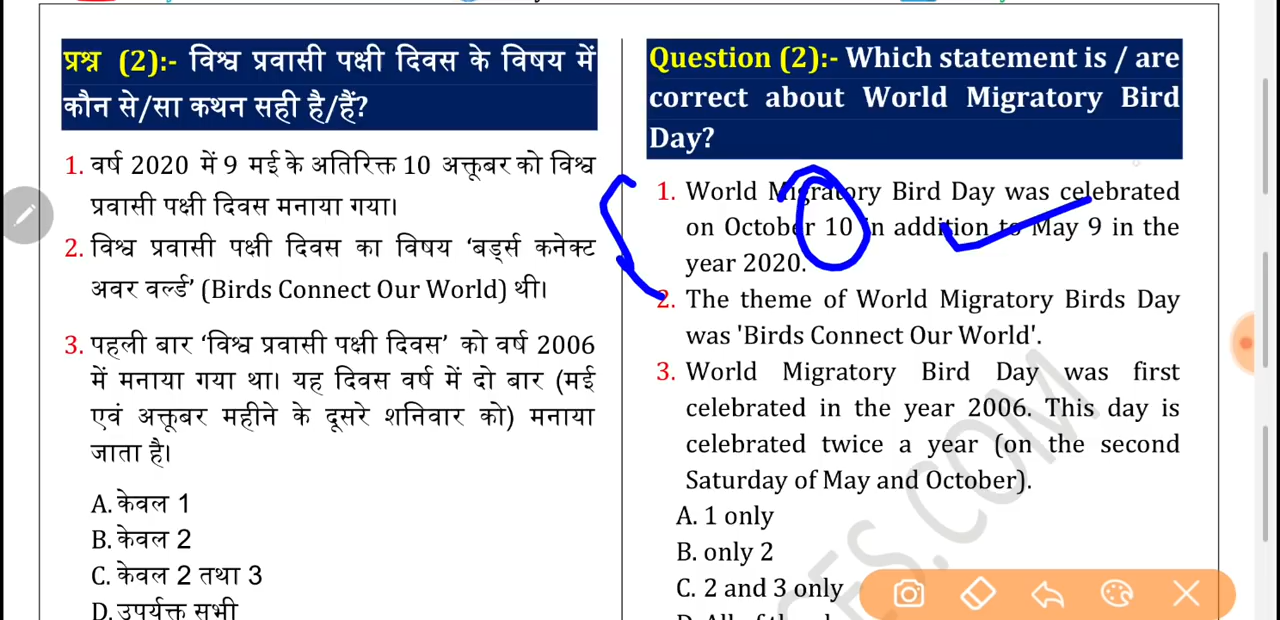 प्रश्न (2):- विश्व प्रवासी पक्षी दिवस के विषय में
कौन से/सा कथन सही है/हैं?
1. वर्ष 2020 में 9 मई के अतिरिक्त 10 अक्तूबर को विश्व
प्रवासी पक्षी दिवस मनाया गया।
2. विश्व प्रवासी पक्षी दिवस का विषय ‘बर्ड्स कनेक्ट
अवर वर्ल्ड’ (Birds Connect Our World) थी।
3. पहली बार ‘विश्व प्रवासी पक्षी दिवस’ को वर्ष 2006
में मनाया गया था। यह दिवस वर्ष में दो बार (मई
एवं अक्तूबर महीने के दूसरे शनिवार को) मनाया
जाता है।
A. केवल 1
B. केवल 2
C. केवल 2 तथा 3
D. उपर्युक्त सभी
Question (2):- Which statement is / are
correct about World Migratory Bird
Day?
1. World Migratory Bird Day was celebrated
on October 10 in addition to May 9 in the
year 2020.
2. The theme of World Migratory Birds Day
was 'Birds Connect Our World'.
3. World Migratory Bird Day was first
celebrated in the year 2006. This day is
celebrated twice a year (on the second
Saturday of May and October).
A. 1 only
B. only 2
C. 2 and 3 only
D. All of the